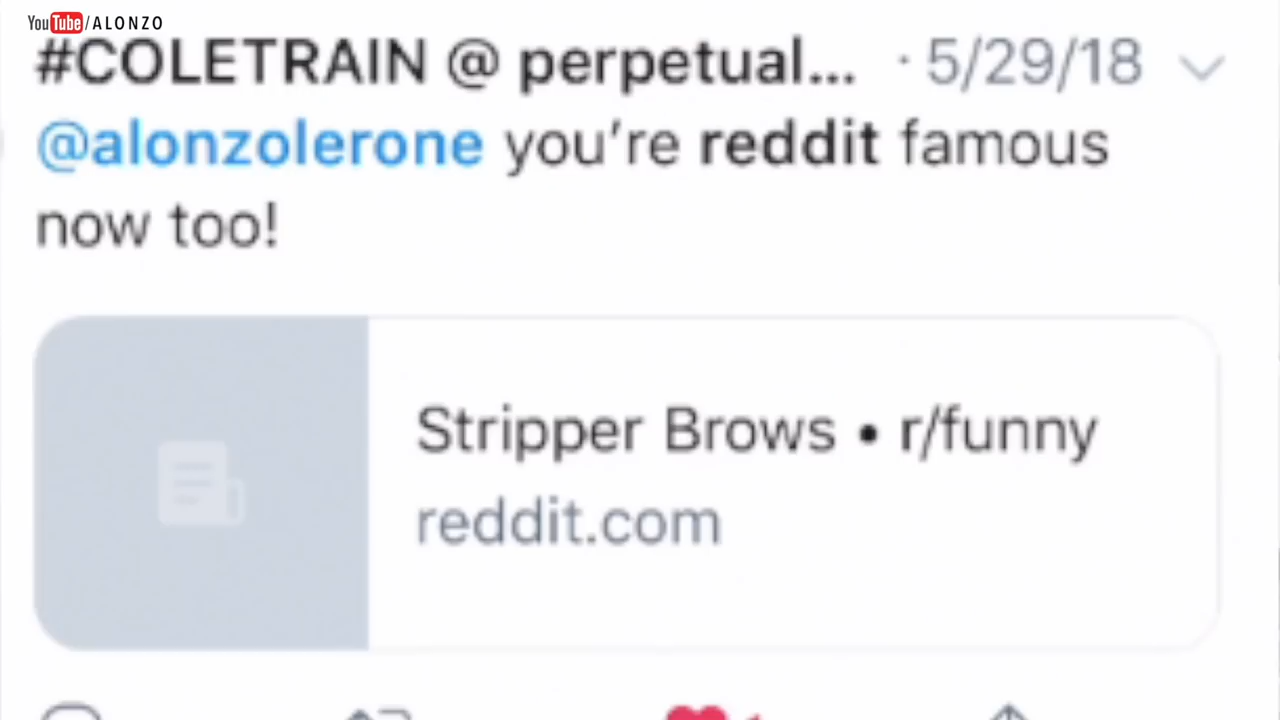 YouTube/ALONZO
#COLETRAIN @ perpetual... · 5/29/18
@alonzolerone you're reddit famous
now too!
Stripper Brows • r/funny
reddit.com